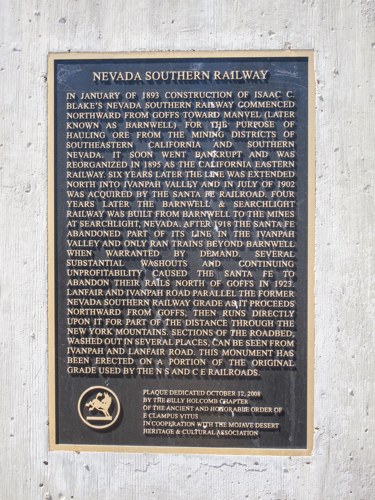 NEVADA SOUTHERN RAILWAY
IN JANUARY OF 1893 CONSTRUCTION OF ISAAC C.
BLAKE'S NEVADA SOUTHERN RAILWAY COMMENCED
NORTHWARD FROM GOFFS TOWARD MANVEL (LATER
KNOWN AS BARNWELL) FOR THE PURPOSE OF
HAULING ORE FROM THE MINING DISTRICTS OF
SOUTHEASTERN CALIFORNIA AND SOUTHERN
NEVADA. IT SOON WENT BANKRUPT AND WAS
REORGANIZED IN 1895 AS THE CALIFORNIA EASTERN
RAILWAY. SIX YEARS LATER THE LINE WAS EXTENDED
NORTH INTO IVANPAH VALLEY AND IN JULY OF 1902
WAS ACQUIRED BY THE SANTA FE RAILROAD. FOUR
YEARS LATER THE BARNWELL & SEARCHLIGHT
RAILWAY WAS BUILT FROM BARNWELL TO THE MINES
AT SEARCHLIGHT, NEVADA. AFTER 1918 THE SANTA FE
ABANDONED PART OF ITS LINE IN THE IVANPAH
VALLEY AND ONLY RAN TRAINS BEYOND BARNWELL
WHEN WARRANTED BY DEMAND. SEVERAL
SUBSTANTIAL WASHOUTS AND CONTINUING
UNPROFITABILITY CAUSED THE SANTA FE TO
ABANDON THEIR RAILS NORTH OF GOFFS IN 1923.
LANFAIR AND IVANPAH ROAD PARALLEL THE FORMER
NEVADA SOUTHERN RAILWAY GRADE AS IT PROCEEDS
NORTHWARD FROM GOFFS, THEN RUNS DIRECTLY
UPON IT FOR PART OF THE DISTANCE THROUGH THE
NEW YORK MOUNTAINS. SECTIONS OF THE ROADBED,
WASHED OUT IN SEVERAL PLACES, CAN BE SEEN FROM
IVANPAH AND LANFAIR ROAD. THIS MONUMENT HAS
BEEN ERECTED ON A PORTION OF THE ORIGINAL
GRADE USED BY THE N S AND C E RAILROADS.
PLAQUE DEDICATED OCTOBER 12, 2008
BY THE BILLY HOLCOMB CHAPTER
OF THE ANCIENT AND HONORABLE ORDER OF
E CLAMPUS VITUS
IN COOPERATION WITH THE MOJAVE DESERT
HERITAGE & CULTURAL ASSOCIATION